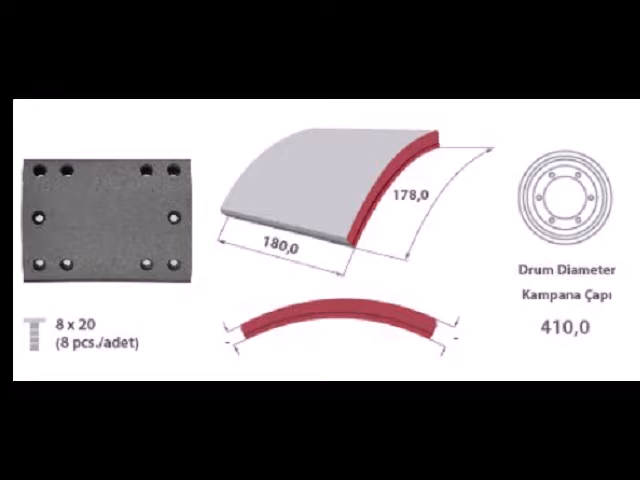 178,0
180,0
Drum Diameter
Kampana Çapı
410,0
8 x 20
(8 pcs./adet)
-
-